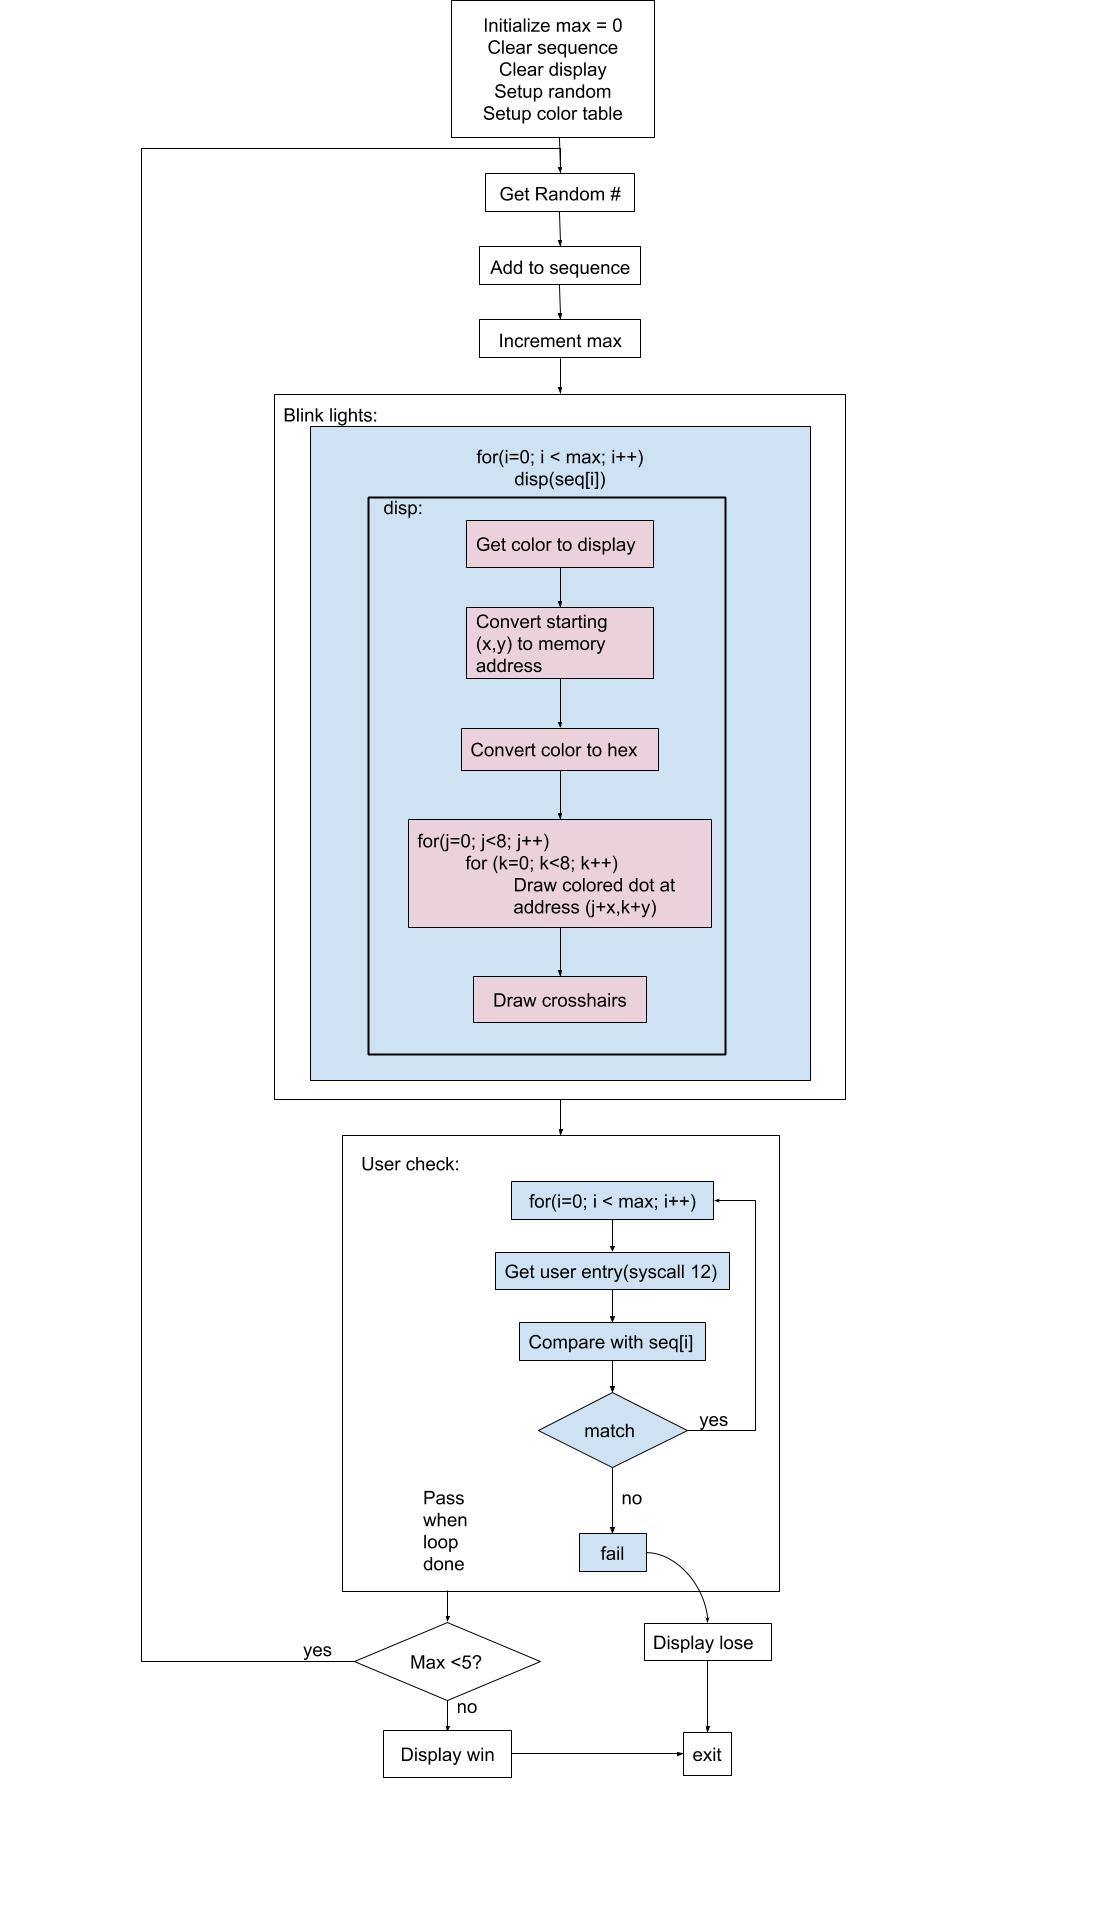 Initialize max = 0
Clear sequence
Clear display
Setup random
Setup color table
Get Random #
Add to sequence
Increment max
Blink lights:
for(i=0; i < max; i++)
disp(seq[i])
disp:
Get color to display
Convert starting
(x,y) to memory
address
Convert color to hex
for(j=0; j<8; j++)
for (k=0; k<8; k++)
Draw colored dot at
address (j+x,k+y)
Draw crosshairs
User check:
for(i=0; i < max; i++)
Get user entry(syscall 12)
Compare with seq[i]
match
yes
no
Pass
when
loop
done
fail
Display lose
yes
Max <5?
no
Display win
exit